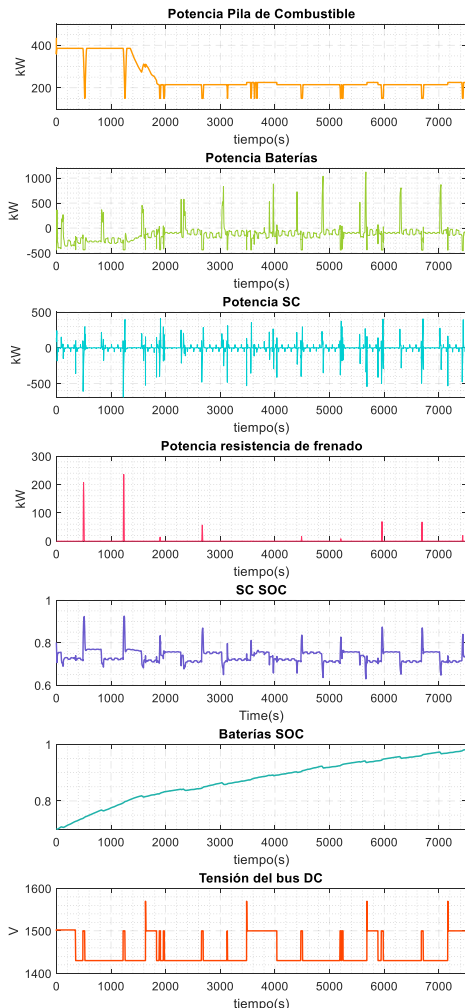 Potencia Pila de Combustible
400
200
kW
0 1000 2000 3000 4000 5000 6000 7000
tiempo(s)
Potencia Baterías
1000
500
0
-500
kW
0 1000 2000 3000 4000 5000 6000 7000
tiempo(s)
Potencia SC
500
0
-500
kW
0 1000 2000 3000 4000 5000 6000 7000
tiempo(s)
Potencia resistencia de frenado
300
200
100
0
kW
0 1000 2000 3000 4000 5000 6000 7000
tiempo(s)
SC SOC
1
0.8
0.6
0 1000 2000 3000 4000 5000 6000 7000
Time(s)
Baterías SOC
1
0.8
0 1000 2000 3000 4000 5000 6000 7000
tiempo(s)
Tensión del bus DC
1600
1500
1400
V
0 1000 2000 3000 4000 5000 6000 7000
tiempo(s)